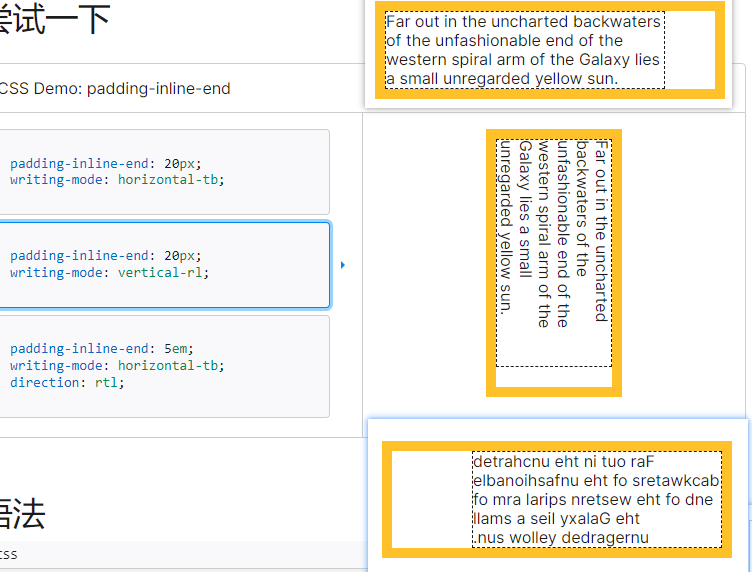 尝试一下
Far out in the uncharted backwaters
of the unfashionable end of the
western spiral arm of the Galaxy lies
a small unregarded yellow sun.
CSS Demo: padding-inline-end
padding-inline-end: 20px;
writing-mode: horizontal-tb;
padding-inline-end: 20px;
writing-mode: vertical-rl;
padding-inline-end: 5em;
writing-mode: horizontal-tb;
direction: rtl;
Far out in the uncharted
backwaters of the
unfashionable end of the
western spiral arm of the
Galaxy lies a small
unregarded yellow sun.
detrahcnu eht ni tuo raF
elbanoihsafnu eht fo sretawkcab
fo mra larips nretsew eht fo dne
llams a seil yxalaG eht
.nus wolley dedragernu
语法
css